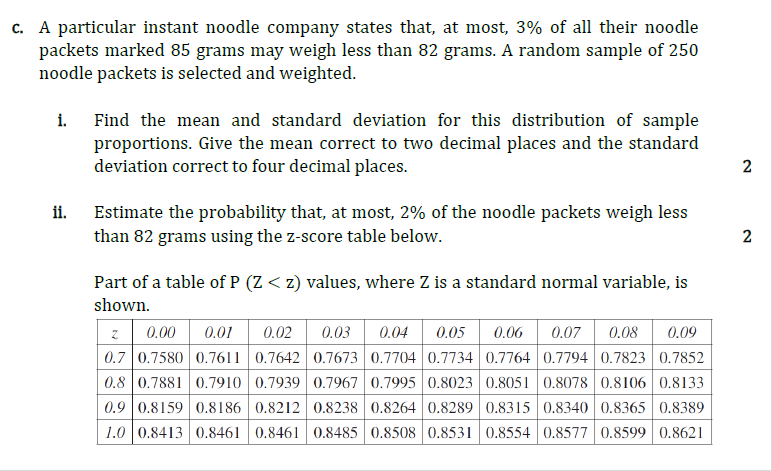 c. A particular instant noodle company states that, at most, 3% of all their noodle
packets marked 85 grams may weigh less than 82 grams. A random sample of 250
noodle packets is selected and weighted.
i. Find the mean and standard deviation for this distribution of sample
proportions. Give the mean correct to two decimal places and the standard
deviation correct to four decimal places. 2
ii. Estimate the probability that, at most, 2% of the noodle packets weigh less
than 82 grams using the z-score table below. 2
Part of a table of P (Z < z) values, where Z is a standard normal variable, is
shown.
z 0.00 0.01 0.02 0.03 0.04 0.05 0.06 0.07 0.08 0.09
0.7 0.7580 0.7611 0.7642 0.7673 0.7704 0.7734 0.7764 0.7794 0.7823 0.7852
0.8 0.7881 0.7910 0.7939 0.7967 0.7995 0.8023 0.8051 0.8078 0.8106 0.8133
0.9 0.8159 0.8186 0.8212 0.8238 0.8264 0.8289 0.8315 0.8340 0.8365 0.8389
1.0 0.8413 0.8461 0.8461 0.8485 0.8508 0.8531 0.8554 0.8577 0.8599 0.8621